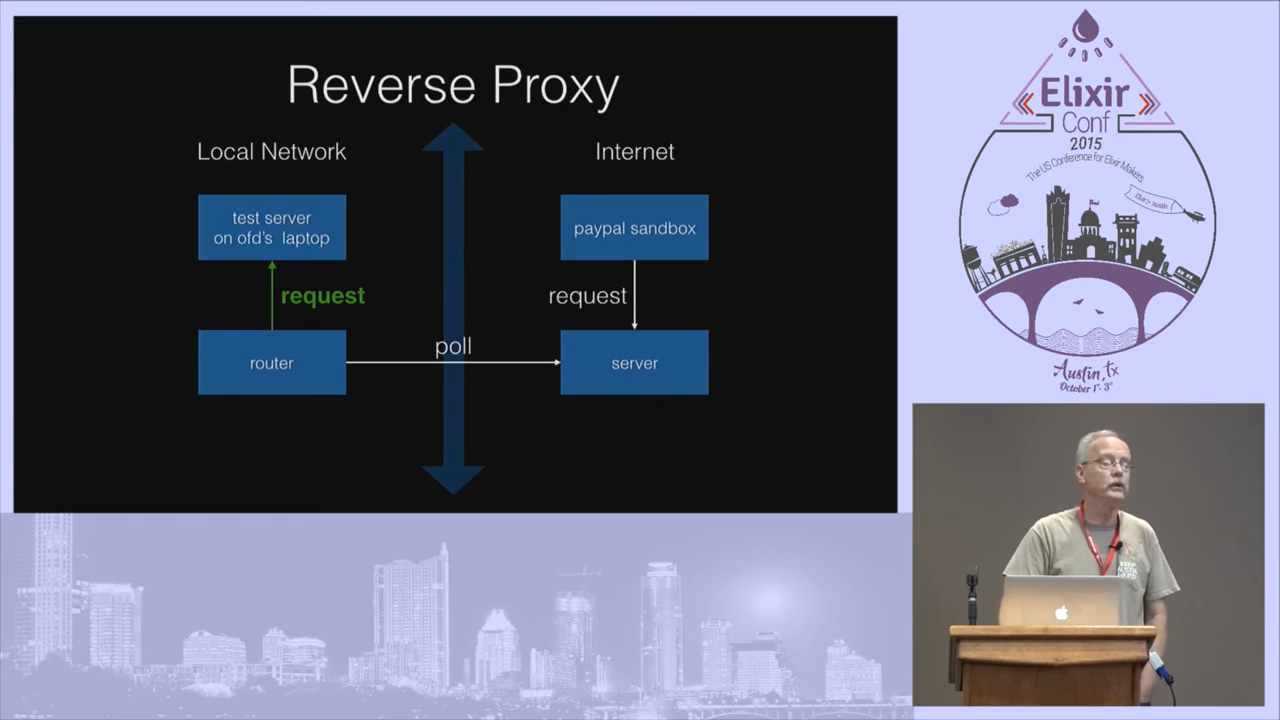 Reverse Proxy
Local Network
Internet
test server
on ofd's laptop
paypal sandbox
request
request
poll
router
server
Elixir
Conf
2015
The US Conference for Elixir Makers
Austin, TX
October 1st - 3rd